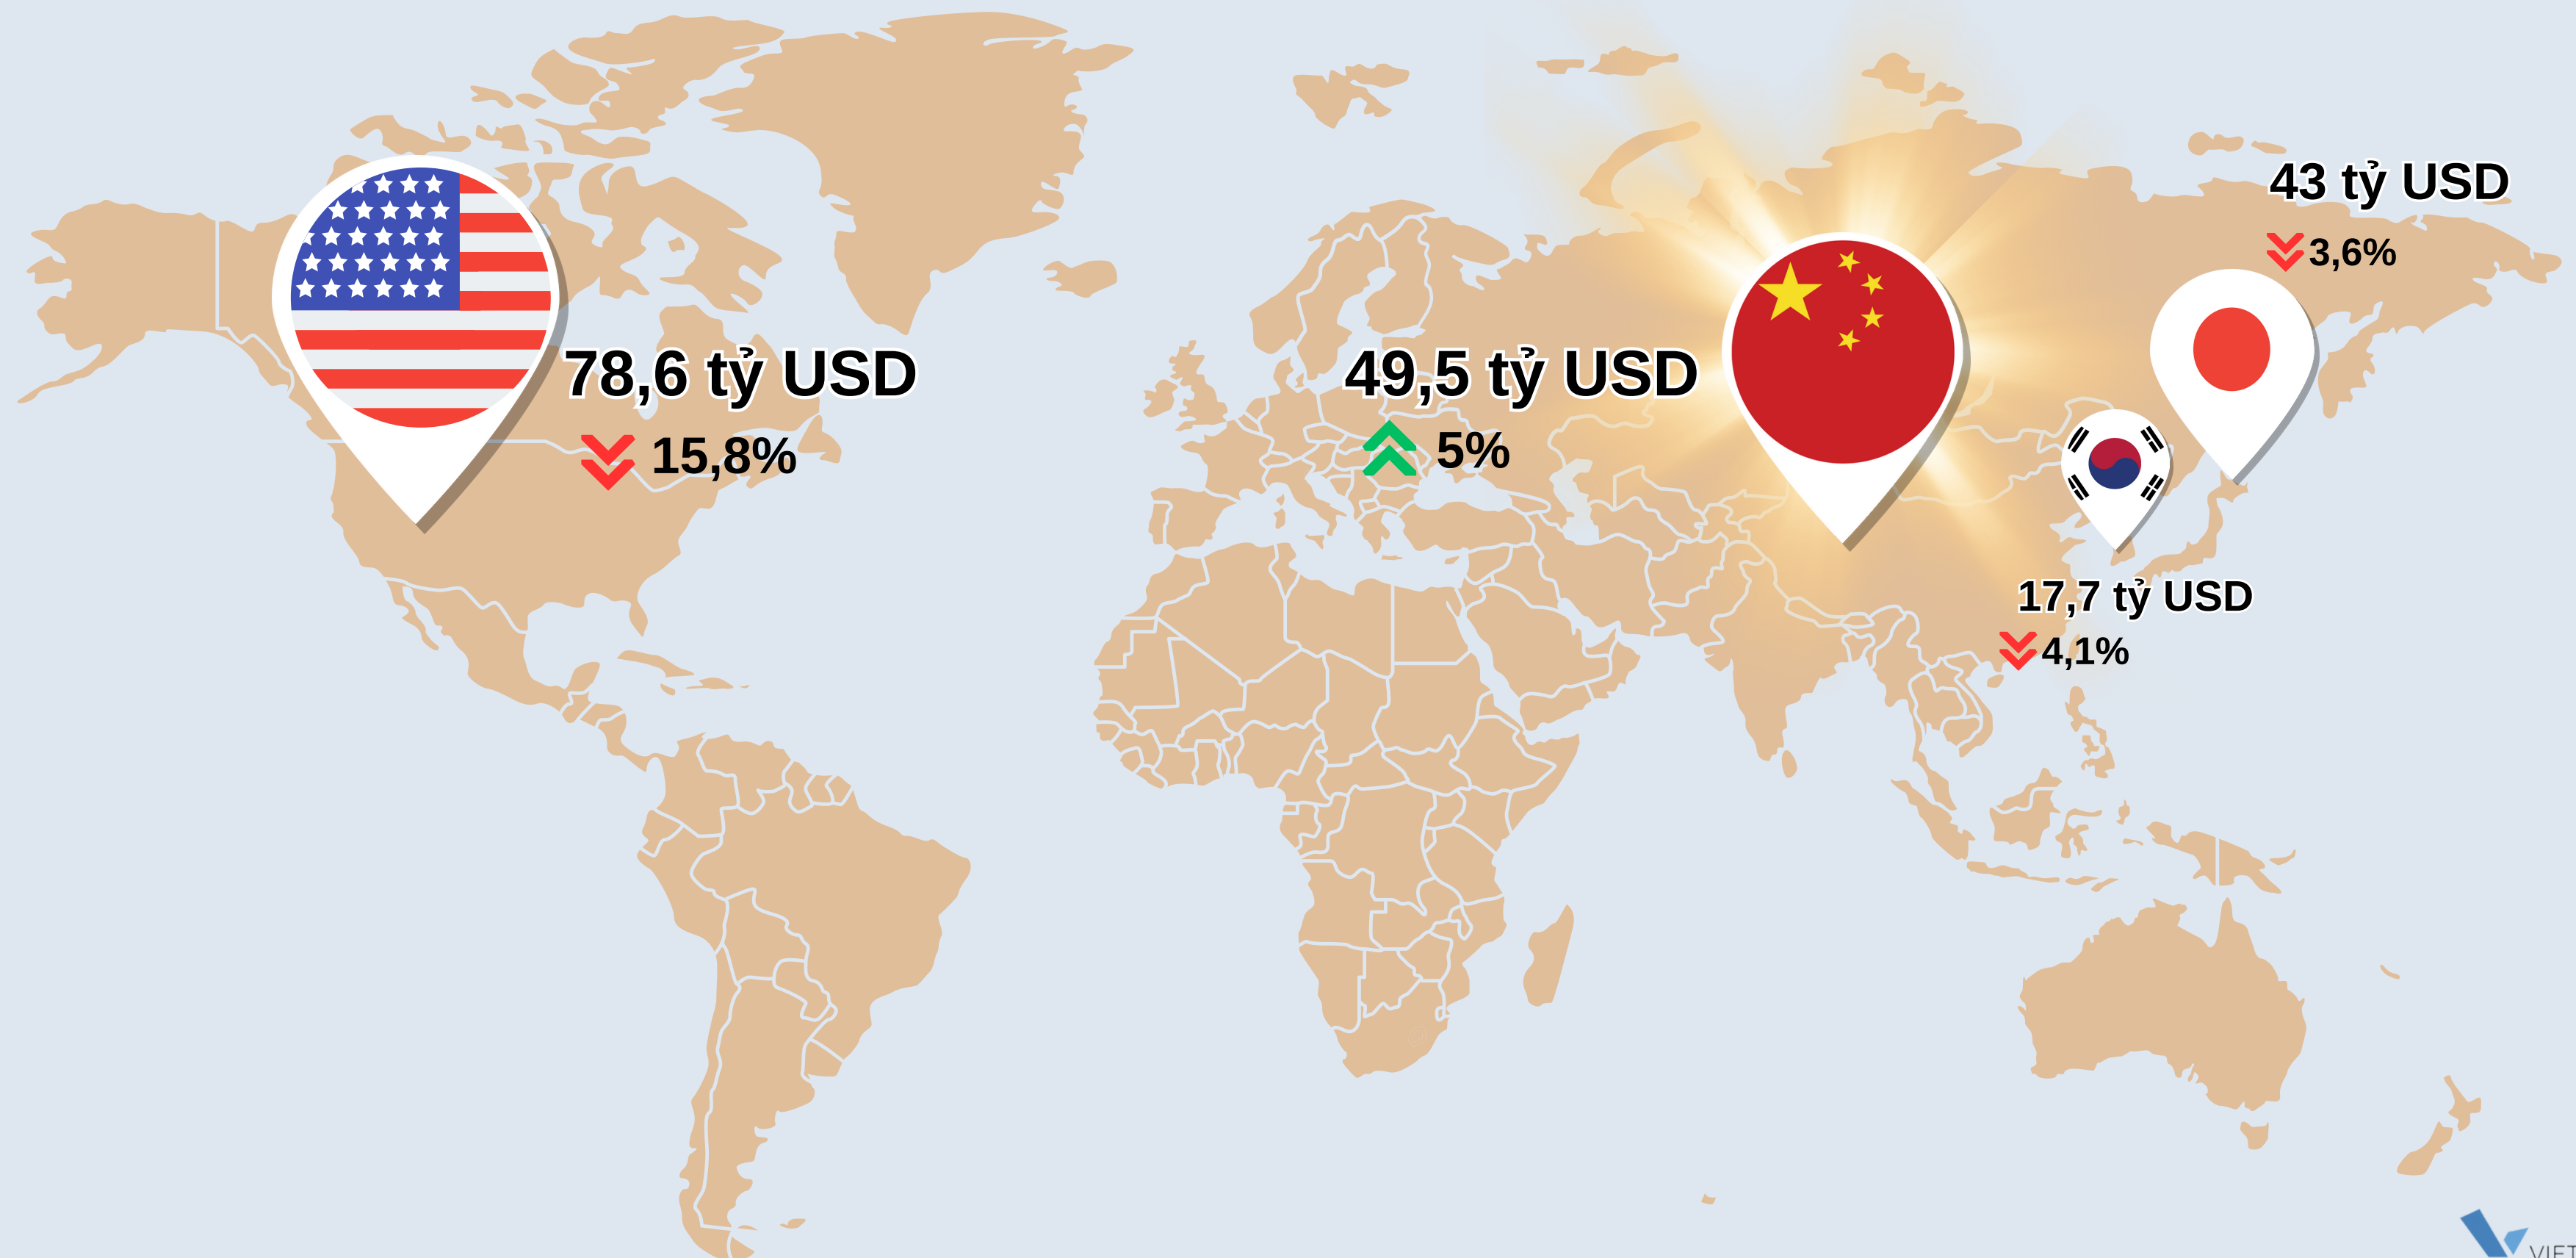 43 tỷ USD
3,6%
78,6 tỷ USD
15,8%
49,5 tỷ USD
5%
17,7 tỷ USD
4,1%